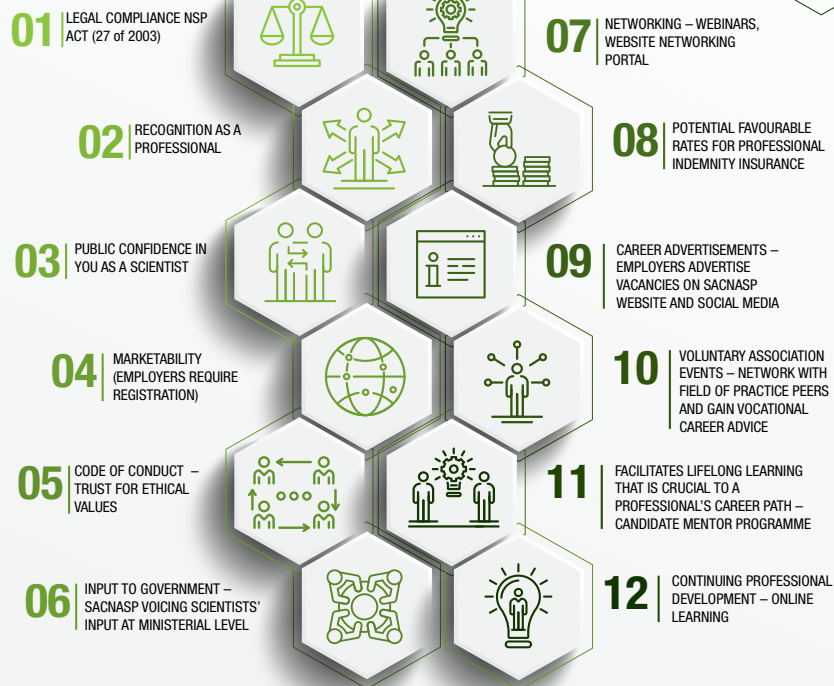 01 LEGAL COMPLIANCE NSP
ACT (27 of 2003)
02 RECOGNITION AS A
PROFESSIONAL
03 PUBLIC CONFIDENCE IN
YOU AS A SCIENTIST
04 MARKETABILITY
(EMPLOYERS REQUIRE
REGISTRATION)
05 CODE OF CONDUCT –
TRUST FOR ETHICAL
VALUES
06 INPUT TO GOVERNMENT –
SACNASP VOICING SCIENTISTS'
INPUT AT MINISTERIAL LEVEL
07 NETWORKING – WEBINARS,
WEBSITE NETWORKING
PORTAL
08 POTENTIAL FAVOURABLE
RATES FOR PROFESSIONAL
INDEMNITY INSURANCE
09 CAREER ADVERTISEMENTS –
EMPLOYERS ADVERTISE
VACANCIES ON SACNASP
WEBSITE AND SOCIAL MEDIA
10 VOLUNTARY ASSOCIATION
EVENTS – NETWORK WITH
FIELD OF PRACTICE PEERS
AND GAIN VOCATIONAL
CAREER ADVICE
11 FACILITATES LIFELONG LEARNING
THAT IS CRUCIAL TO A
PROFESSIONAL'S CAREER PATH –
CANDIDATE MENTOR PROGRAMME
12 CONTINUING PROFESSIONAL
DEVELOPMENT – ONLINE
LEARNING